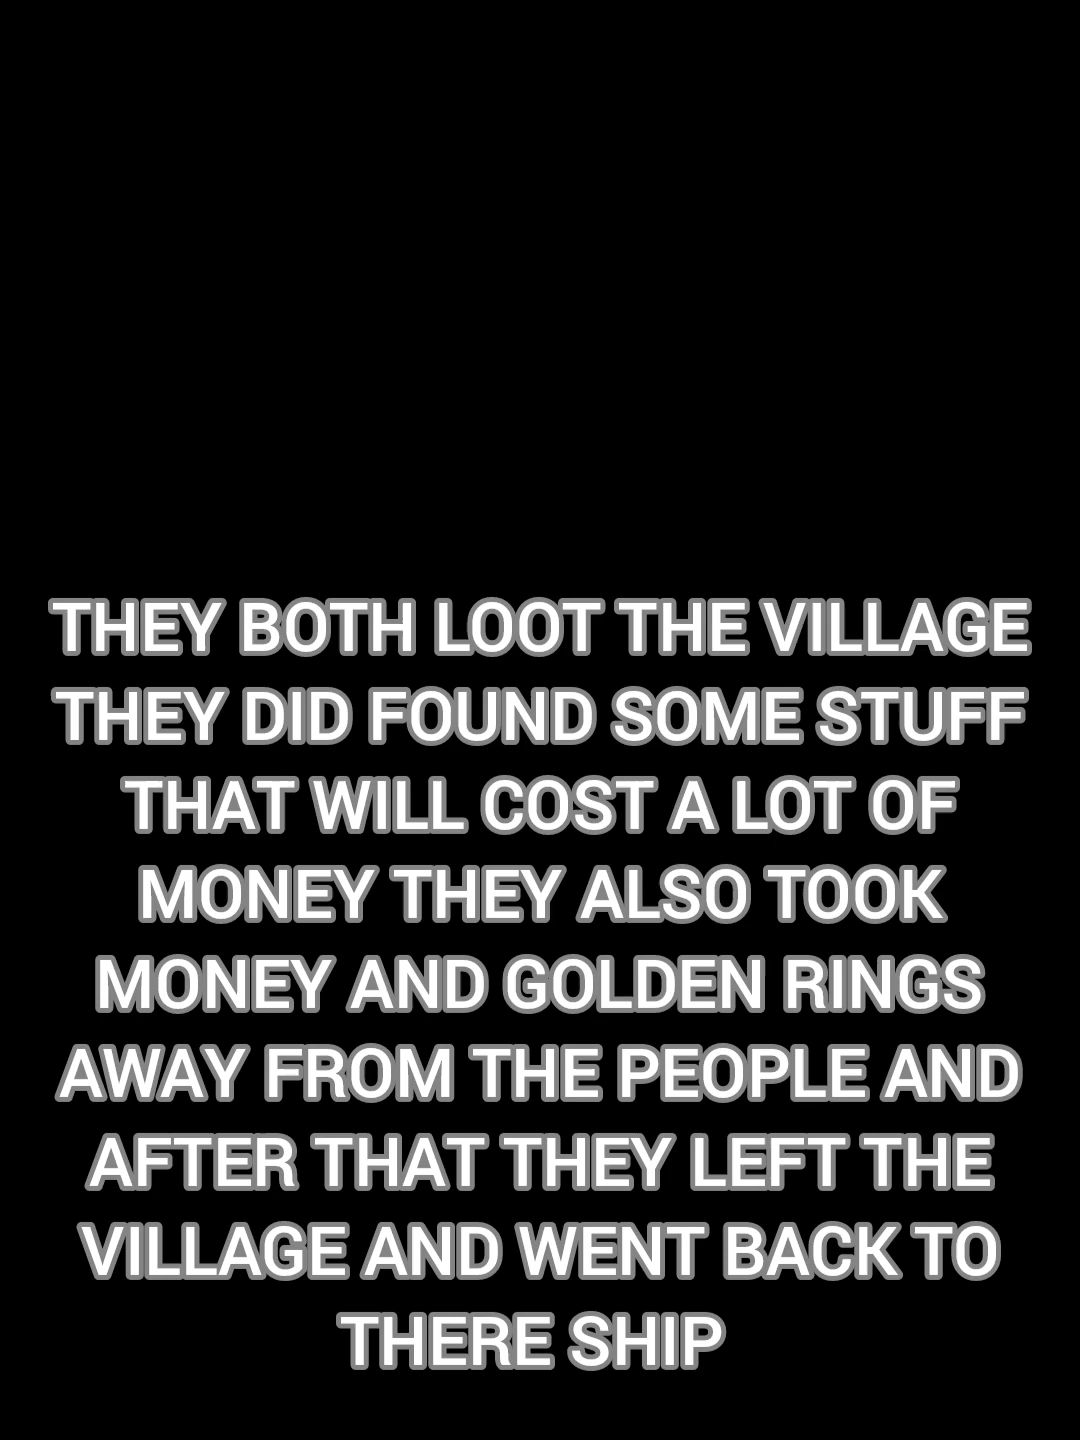 THEY BOTH LOOT THE VILLAGE
THEY DID FOUND SOME STUFF
THAT WILL COST A LOT OF
MONEY THEY ALSO TOOK
MONEY AND GOLDEN RINGS
AWAY FROM THE PEOPLE AND
AFTER THAT THEY LEFT THE
VILLAGE AND WENT BACK TO
THERE SHIP